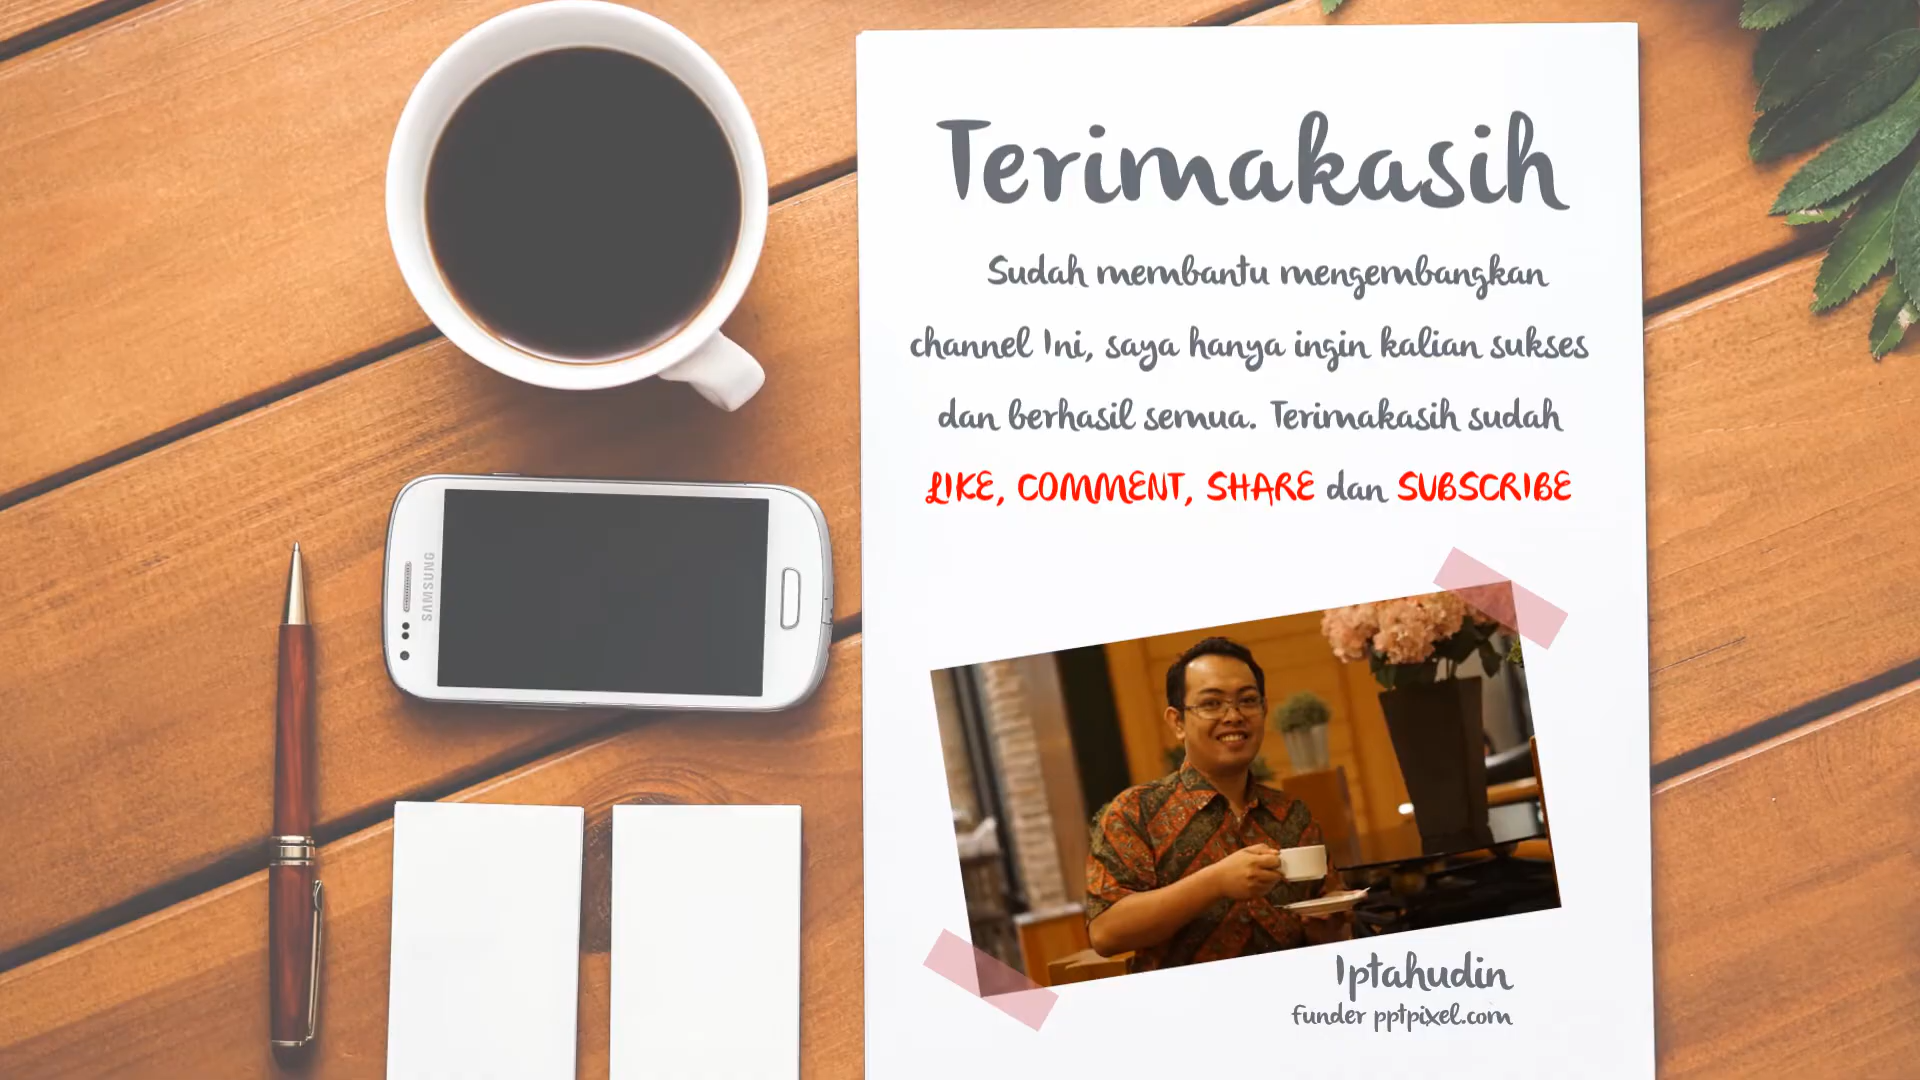 Terimakasih
Sudah membantu mengembangkan
channel Ini, saya hanya ingin kalian sukses
dan berhasil semua. Terimakasih sudah
LIKE, COMMENT, SHARE dan SUBSCRIBE
SAMSUNG
Iptahudin
funder pptpixel.com